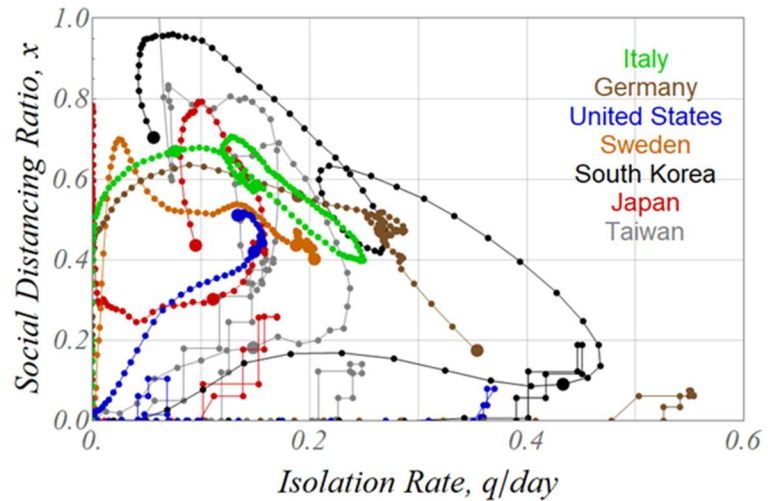 1.0
0.8
0.6
0.4
0.2
0.0
Social Distancing Ratio, x
Italy
Germany
United States
Sweden
South Korea
Japan
Taiwan
0. 0.2 0.4 0.6
Isolation Rate, q/day